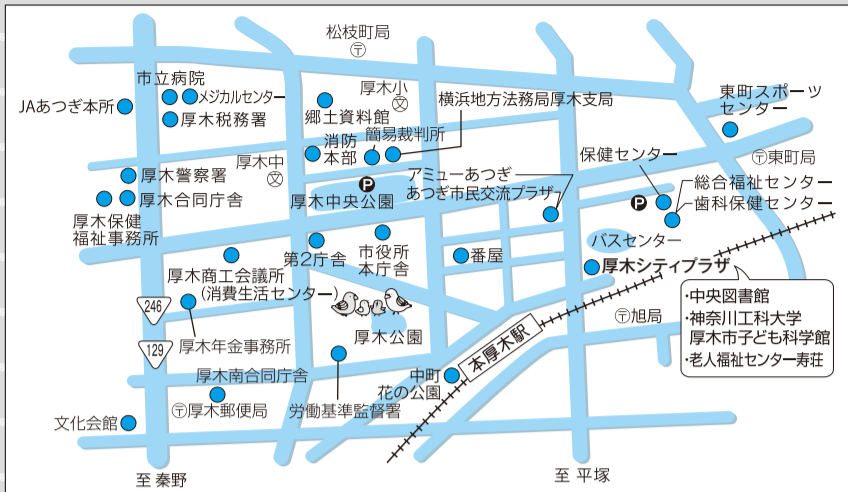 松枝町局
〒
市立病院
メジカルセンター
JAあつぎ本所
厚木税務署
郷土資料館
厚木小
文
横浜地方法務局厚木支局
東町スポーツ
センター
消防
本部
簡易裁判所
厚木中
文
保健センター
〒東町局
厚木警察署
厚木合同庁舎
厚木保健
福祉事務所
P
厚木中央公園
アミューあつぎ
あつぎ市民交流プラザ
P
総合福祉センター
歯科保健センター
第2庁舎
市役所
本庁舎
番屋
バスセンター
厚木シティプラザ
・中央図書館
・神奈川工科大学
厚木市子ども科学館
・老人福祉センター寿荘
厚木商工会議所
(消費生活センター)
246
厚木年金事務所
厚木公園
本厚木駅
〒旭局
129
厚木南合同庁舎
中町
花の公園
〒厚木郵便局
労働基準監督署
文化会館
至 秦野
至 平塚